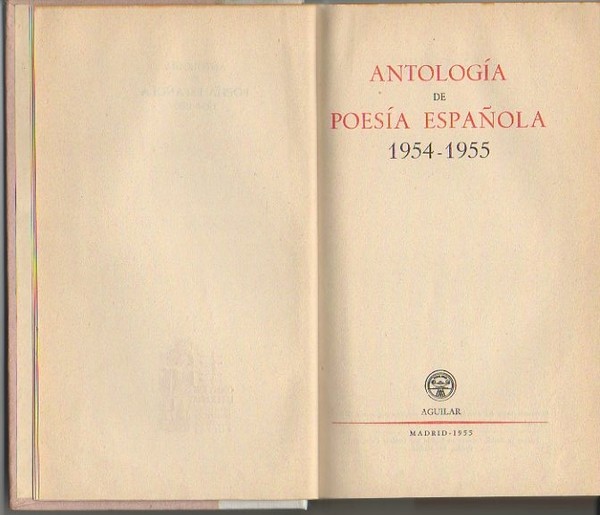 ANTOLOGÍA
DE
POESÍA ESPAÑOLA
1954-1955
AGUILAR
MADRID-1955